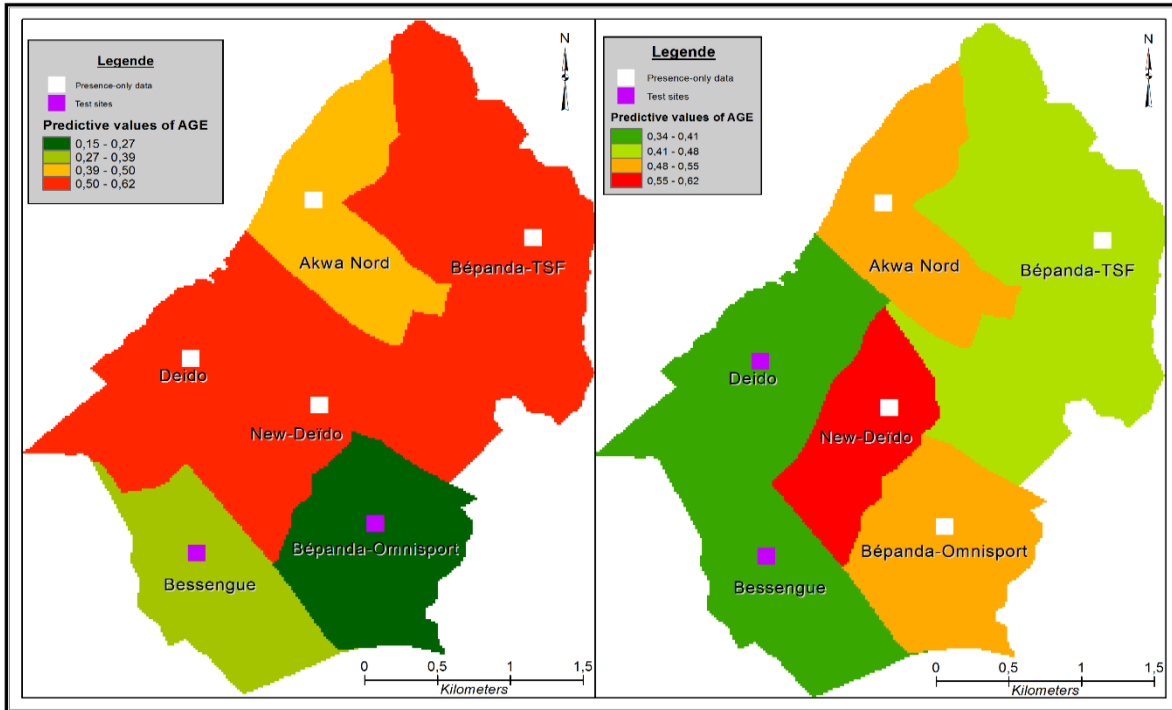 Legende
Presence-only data
Test sites
Predictive values of AGE
0,15 - 0,27
0,27 - 0,39
0,39 - 0,50
0,50 - 0,62
N
Akwa Nord
Bépanda-TSF
Deido
New-Deïdo
Bépanda-Omnisport
Bessengue
0 0,5 1 1,5
Kilometers
Legende
Presence-only data
Test sites
Predictive values of AGE
0,34 - 0,41
0,41 - 0,48
0,48 - 0,55
0,55 - 0,62
N
Akwa Nord
Bépanda-TSF
Deido
New-Deïdo
Bépanda-Omnisport
Bessengue
0 0,5 1 1,5
Kilometers